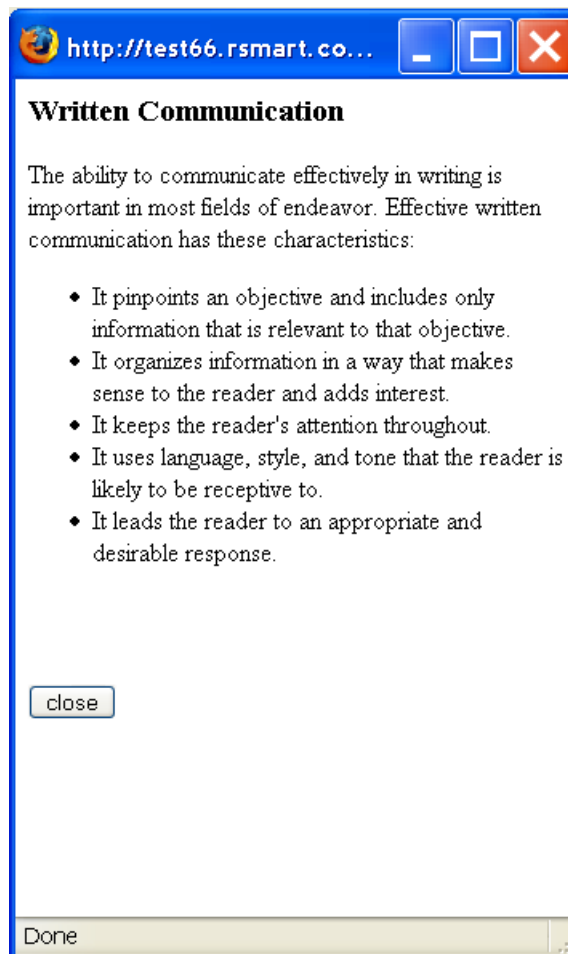 http://test66.rsmart.co...
Written Communication
The ability to communicate effectively in writing is
important in most fields of endeavor. Effective written
communication has these characteristics:
• It pinpoints an objective and includes only
information that is relevant to that objective.
• It organizes information in a way that makes
sense to the reader and adds interest.
• It keeps the reader's attention throughout.
• It uses language, style, and tone that the reader is
likely to be receptive to.
• It leads the reader to an appropriate and
desirable response.
close
Done